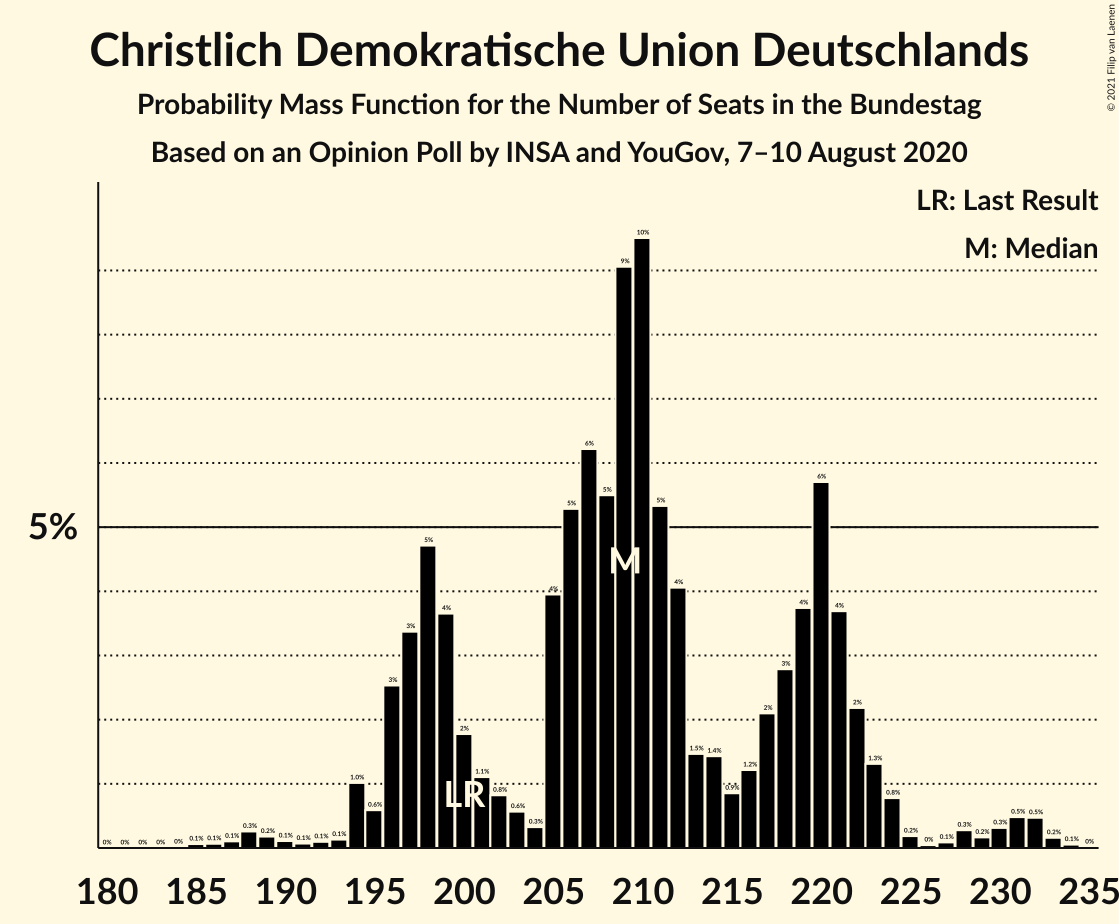 Christlich Demokratische Union Deutschlands
Probability Mass Function for the Number of Seats in the Bundestag
Based on an Opinion Poll by INSA and YouGov, 7–10 August 2020
© 2021 Filip van Laenen
LR: Last Result
M: Median
5%
0% 0% 0% 0% 0% 0.1% 0.1% 0.1% 0.3% 0.2% 0.1% 0.1% 0.1% 0.1% 1.0% 0.6% 3% 3% 5% 4% 2% 1.1% 0.8% 0.6% 0.3% 4% 5% 6% 5% 9% 10% 5% 4% 1.5% 1.4% 0.9% 1.2% 2% 3% 4% 6% 4% 2% 1.3% 0.8% 0.2% 0% 0.1% 0.3% 0.2% 0.3% 0.5% 0.5% 0.2% 0.1% 0%
M
LR
180 185 190 195 200 205 210 215 220 225 230 235